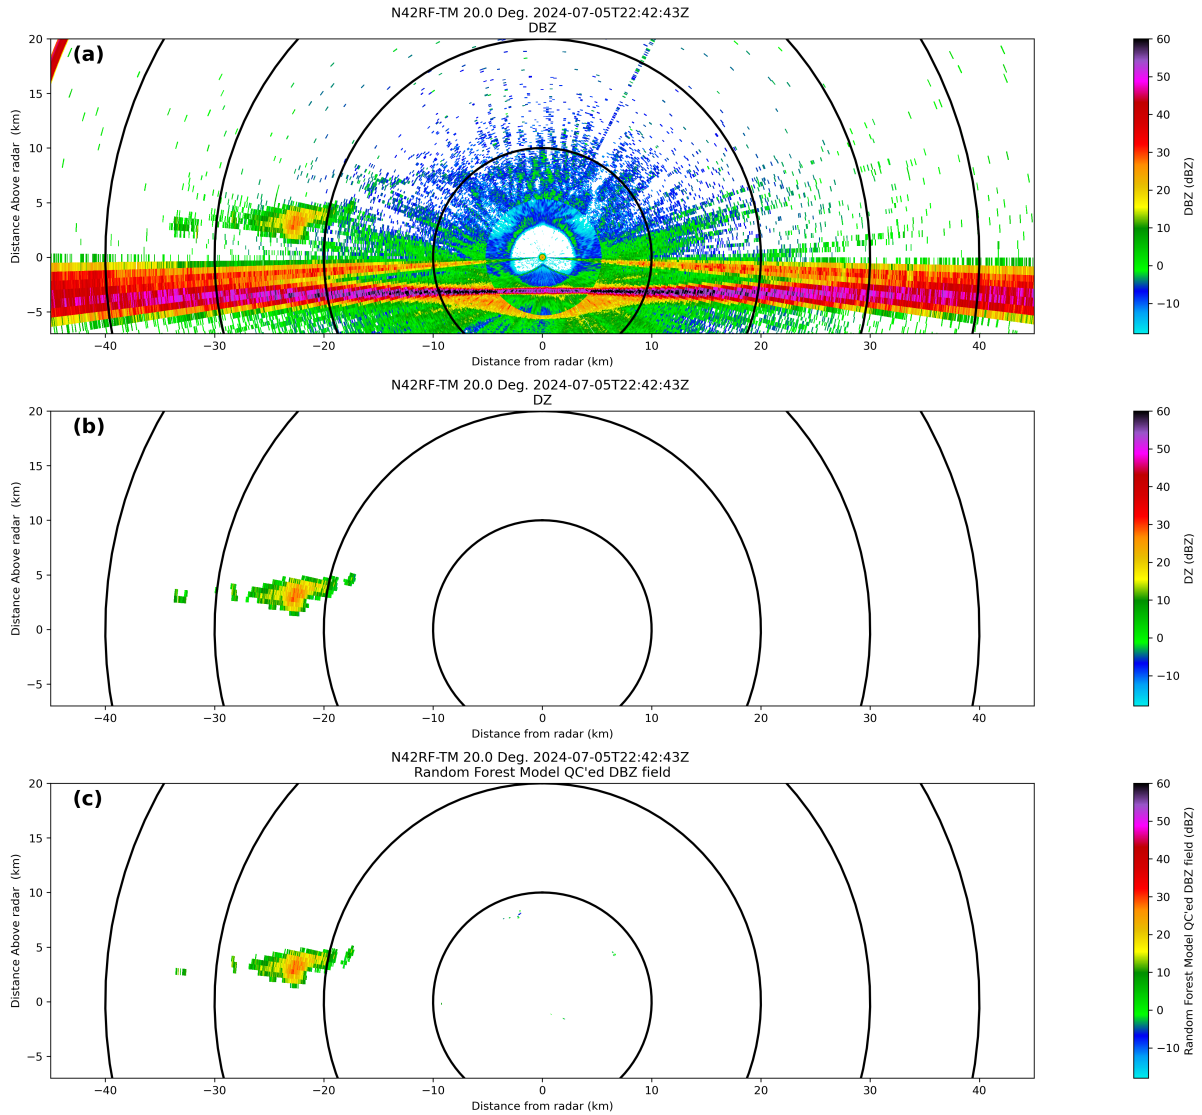 N42RF-TM 20.0 Deg. 2024-07-05T22:42:43Z
DBZ
(a)
20
15
10
5
0
−5
Distance Above radar  (km)
−40 −30 −20 −10 0 10 20 30 40
Distance from radar (km)
60
50
40
30
20
10
0
−10
DBZ (dBZ)
N42RF-TM 20.0 Deg. 2024-07-05T22:42:43Z
DZ
(b)
20
15
10
5
0
−5
Distance Above radar  (km)
−40 −30 −20 −10 0 10 20 30 40
Distance from radar (km)
60
50
40
30
20
10
0
−10
DZ (dBZ)
N42RF-TM 20.0 Deg. 2024-07-05T22:42:43Z
Random Forest Model QC'ed DBZ field
(c)
20
15
10
5
0
−5
Distance Above radar  (km)
−40 −30 −20 −10 0 10 20 30 40
Distance from radar (km)
60
50
40
30
20
10
0
−10
Random Forest Model QC'ed DBZ field (dBZ)